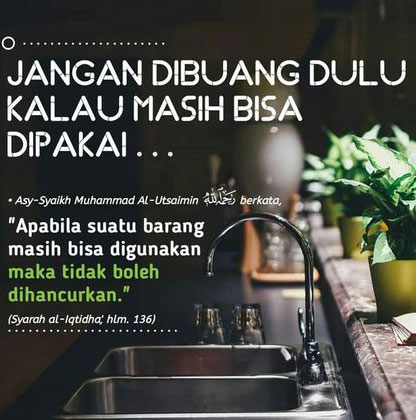 JANGAN DIBUANG DULU
KALAU MASIH BISA
DIPAKAI ...
• Asy-Syaikh Muhammad Al-Utsaimin رحمه الله berkata,
"Apabila suatu barang
masih bisa digunakan
maka tidak boleh
dihancurkan."
(Syarah al-Iqtidha', hlm. 136)